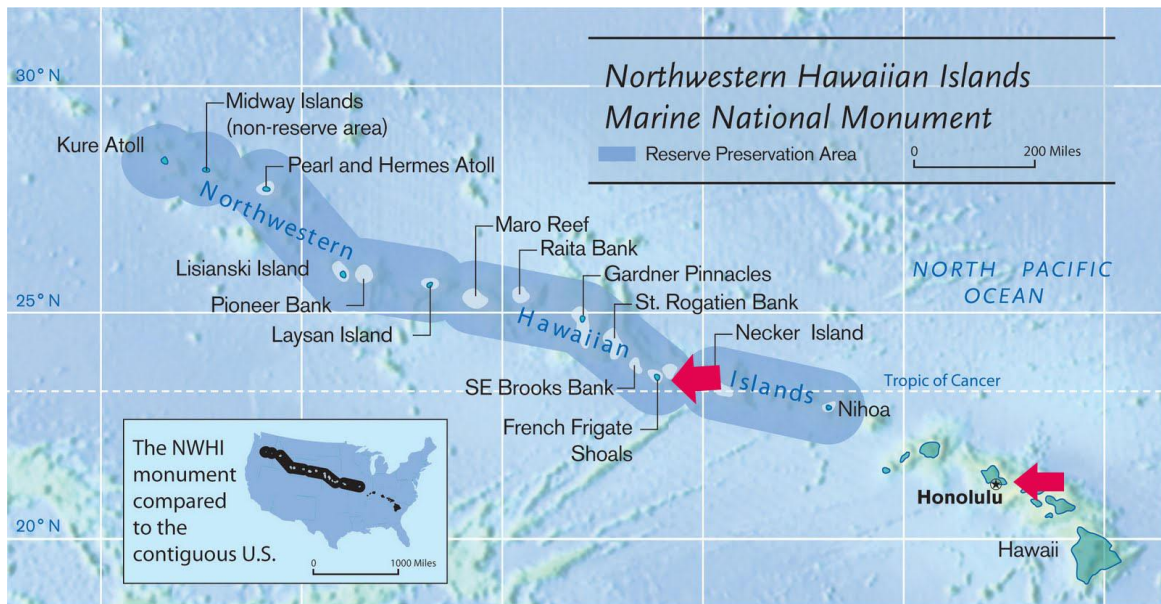 Northwestern Hawaiian Islands
Marine National Monument
Reserve Preservation Area
0
200 Miles
30° N
Midway Islands
(non-reserve area)
Kure Atoll
Pearl and Hermes Atoll
Northwestern
Maro Reef
Raita Bank
Lisianski Island
Gardner Pinnacles
NORTH PACIFIC
OCEAN
Pioneer Bank
St. Rogatien Bank
25° N
Laysan Island
Hawaiian
Necker Island
SE Brooks Bank
Islands
Tropic of Cancer
Nihoa
French Frigate
Shoals
The NWHI
monument
compared
to the
contiguous U.S.
0
1000 Miles
Honolulu
20° N
Hawaii